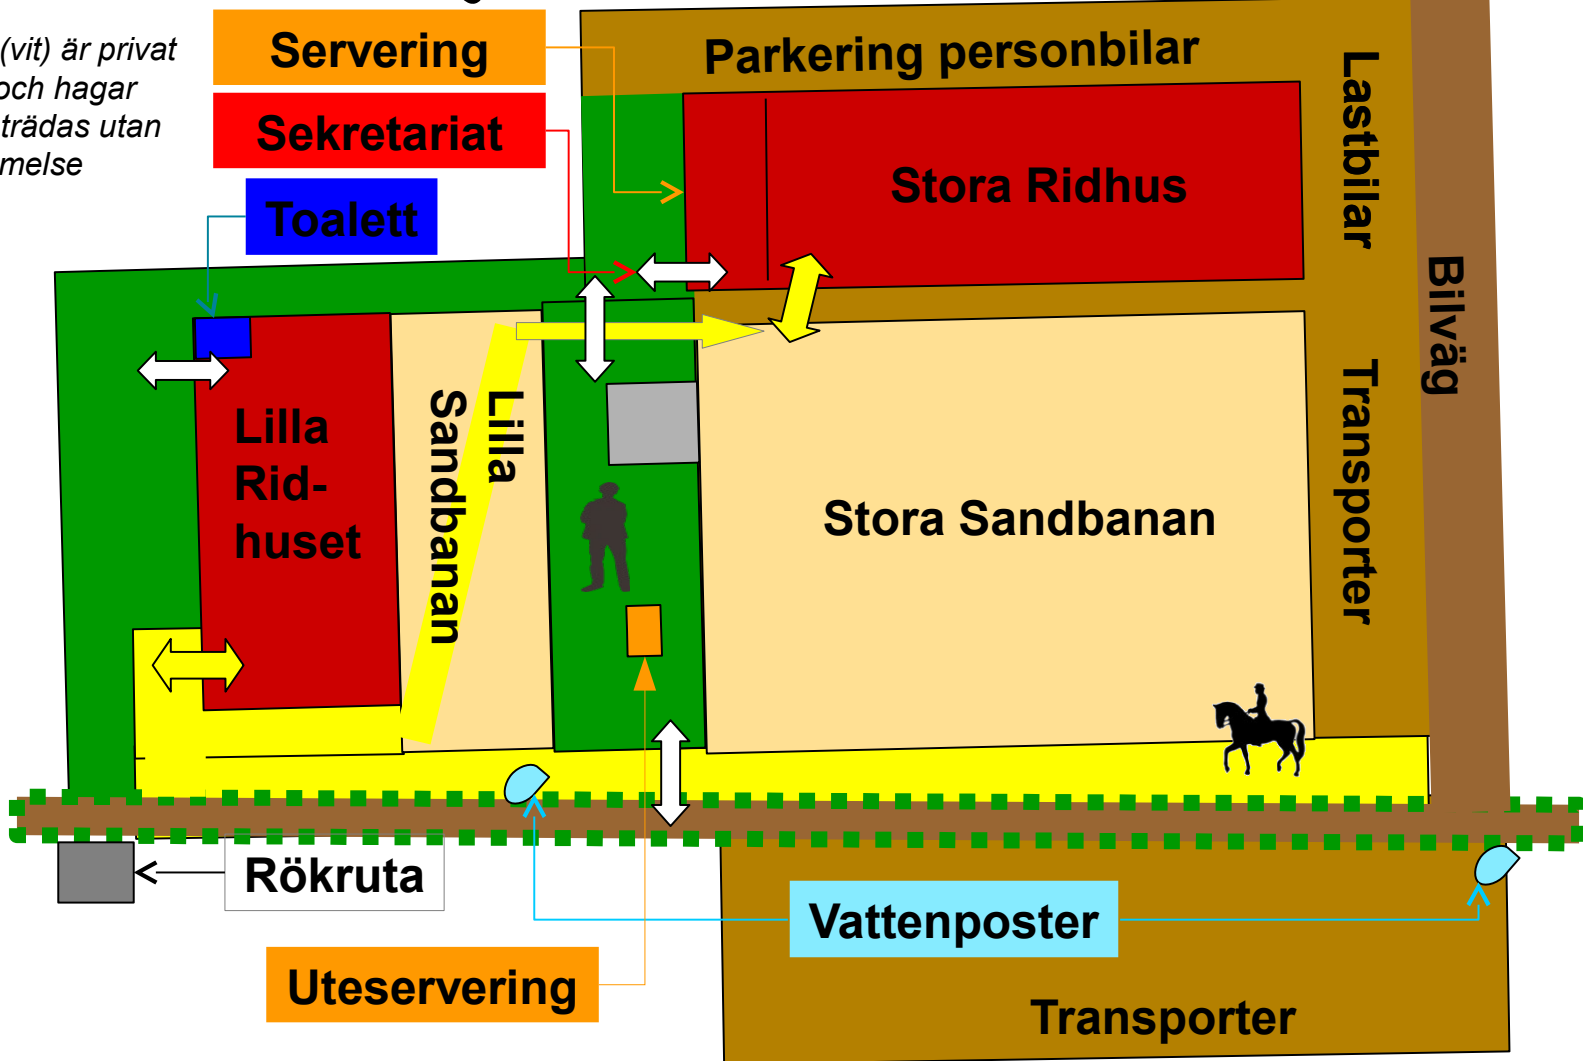 (vit) är privat
och hagar
trädas utan
melse
Servering
Sekretariat
Toalett
Parkering personbilar
Lastbilar
Stora Ridhus
Bilväg
Transporter
Lilla
Rid-
huset
Lilla
Sandbanan
Stora Sandbanan
Rökruta
Vattenposter
Uteservering
Transporter